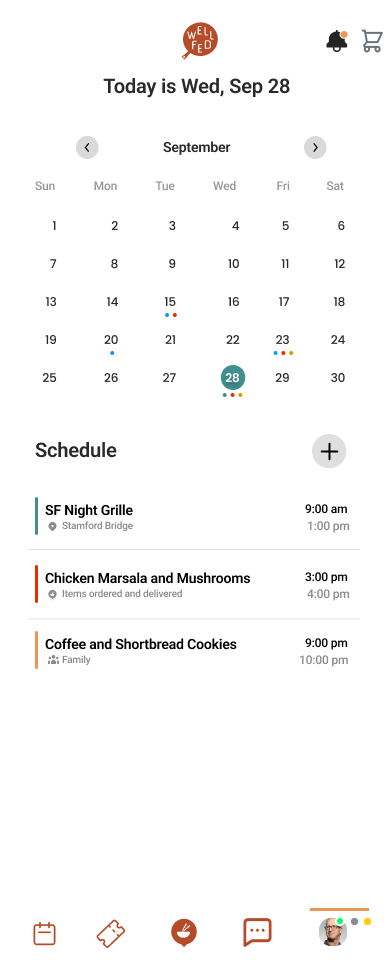 WELL
FED
Today is Wed, Sep 28
September
Sun Mon Tue Wed Fri Sat
1 2 3 4 5 6
7 8 9 10 11 12
13 14 15 16 17 18
19 20 21 22 23 24
25 26 27 28 29 30
Schedule
SF Night Grille 9:00 am
Stamford Bridge 1:00 pm
Chicken Marsala and Mushrooms 3:00 pm
Items ordered and delivered 4:00 pm
Coffee and Shortbread Cookies 9:00 pm
Family 10:00 pm